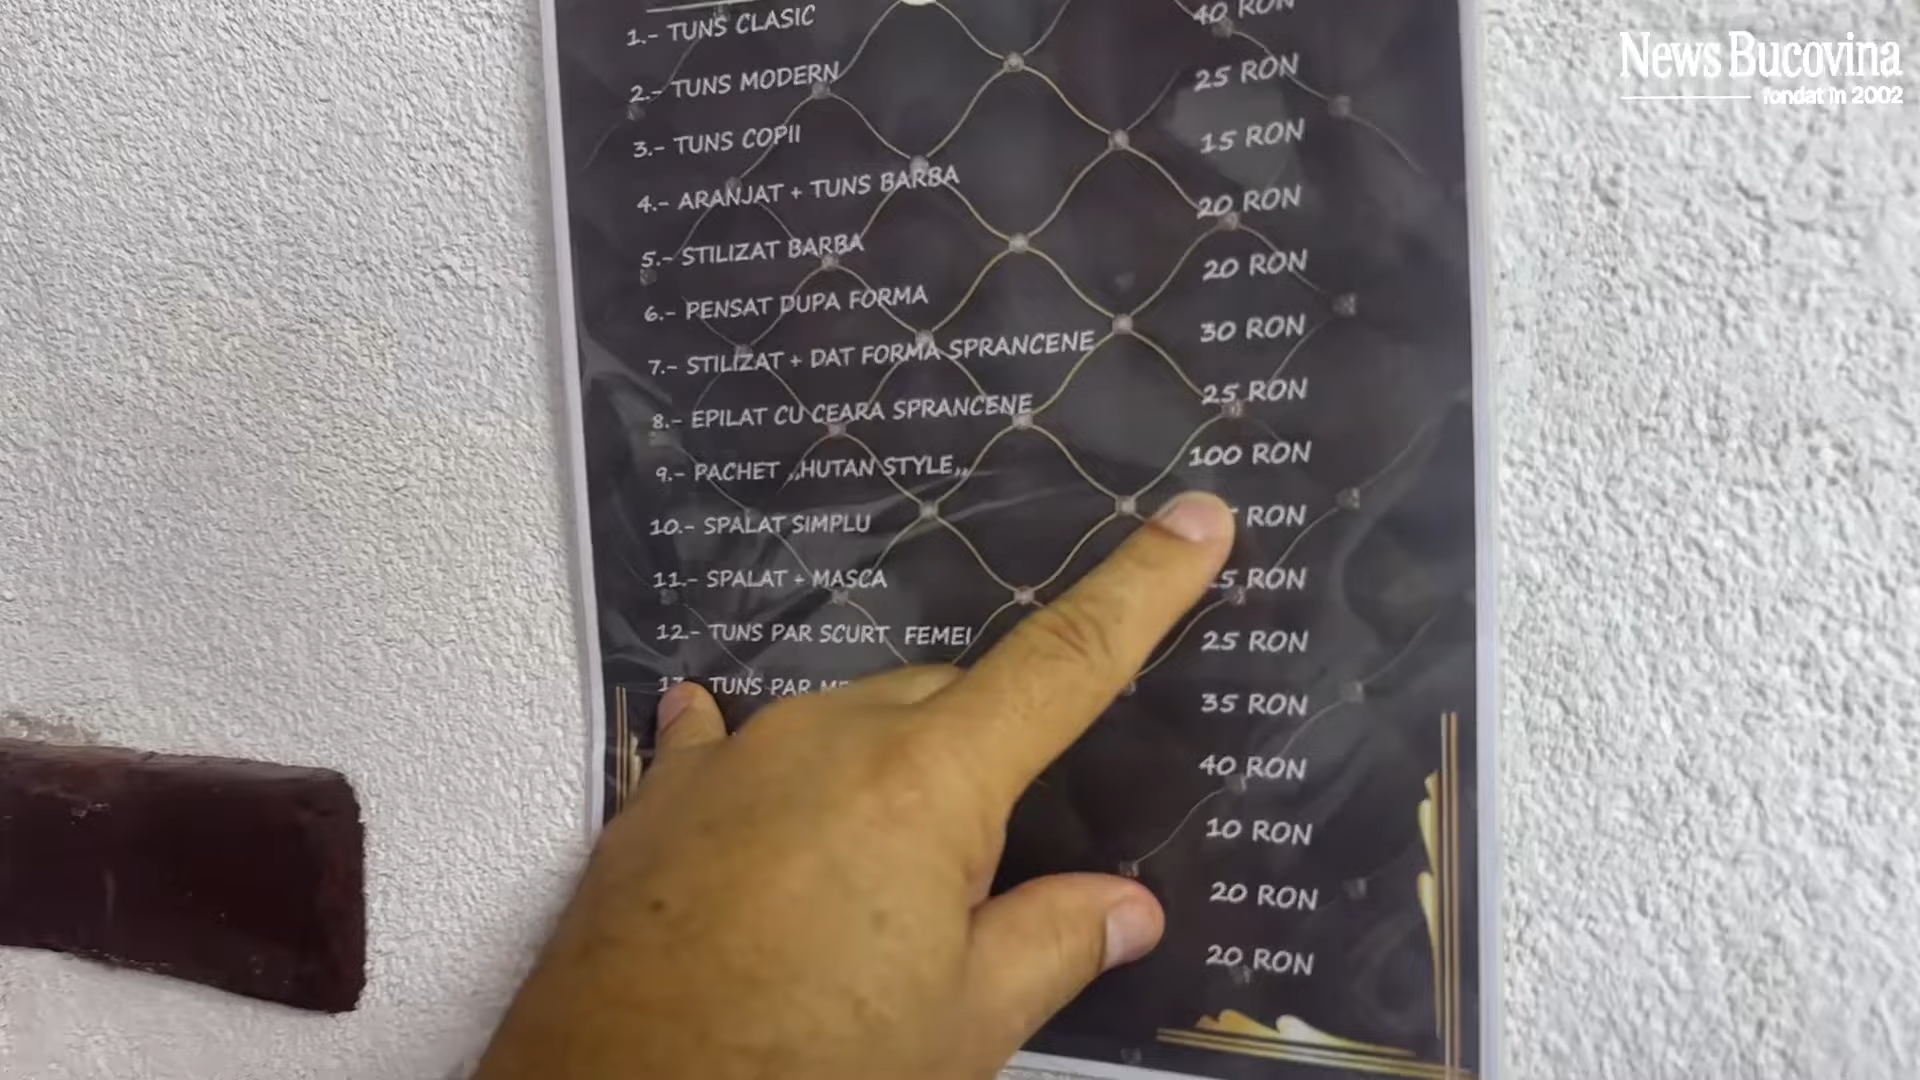 News Bucovina
fondat în 2002
1.- TUNS CLASIC 40 RON
2.- TUNS MODERN 25 RON
3.- TUNS COPII 15 RON
4.- ARANJAT + TUNS BARBA 20 RON
5.- STILIZAT BARBA 20 RON
6.- PENSAT DUPA FORMA 30 RON
7.- STILIZAT + DAT FORMA SPRANCENE 25 RON
8.- EPILAT CU CEARA SPRANCENE 100 RON
9.- PACHET ,,HUTAN STYLE,, RON
10.- SPALAT SIMPLU RON
11.- SPALAT + MASCA 25 RON
12.- TUNS PAR SCURT FEMEI 35 RON
TUNS PAR 40 RON
10 RON
20 RON
20 RON